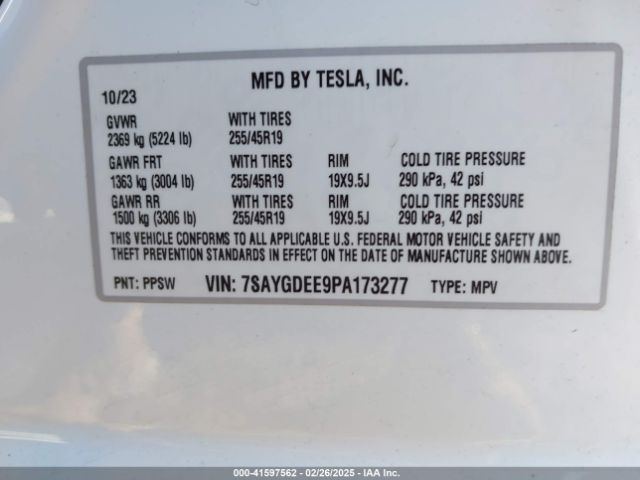 MFD BY TESLA, INC.
10/23
GVWR WITH TIRES
2369 kg (5224 lb) 255/45R19
GAWR FRT WITH TIRES RIM COLD TIRE PRESSURE
1363 kg (3004 lb) 255/45R19 19X9.5J 290 kPa, 42 psi
GAWR RR WITH TIRES RIM COLD TIRE PRESSURE
1500 kg (3306 lb) 255/45R19 19X9.5J 290 kPa, 42 psi
THIS VEHICLE CONFORMS TO ALL APPLICABLE U.S. FEDERAL MOTOR VEHICLE SAFETY AND
THEFT PREVENTION STANDARDS IN EFFECT ON THE DATE OF MANUFACTURE SHOWN ABOVE.
PNT: PPSW VIN: 7SAYGDEE9PA173277 TYPE: MPV
000-41597562 - 02/26/2025 - IAAI, Inc.